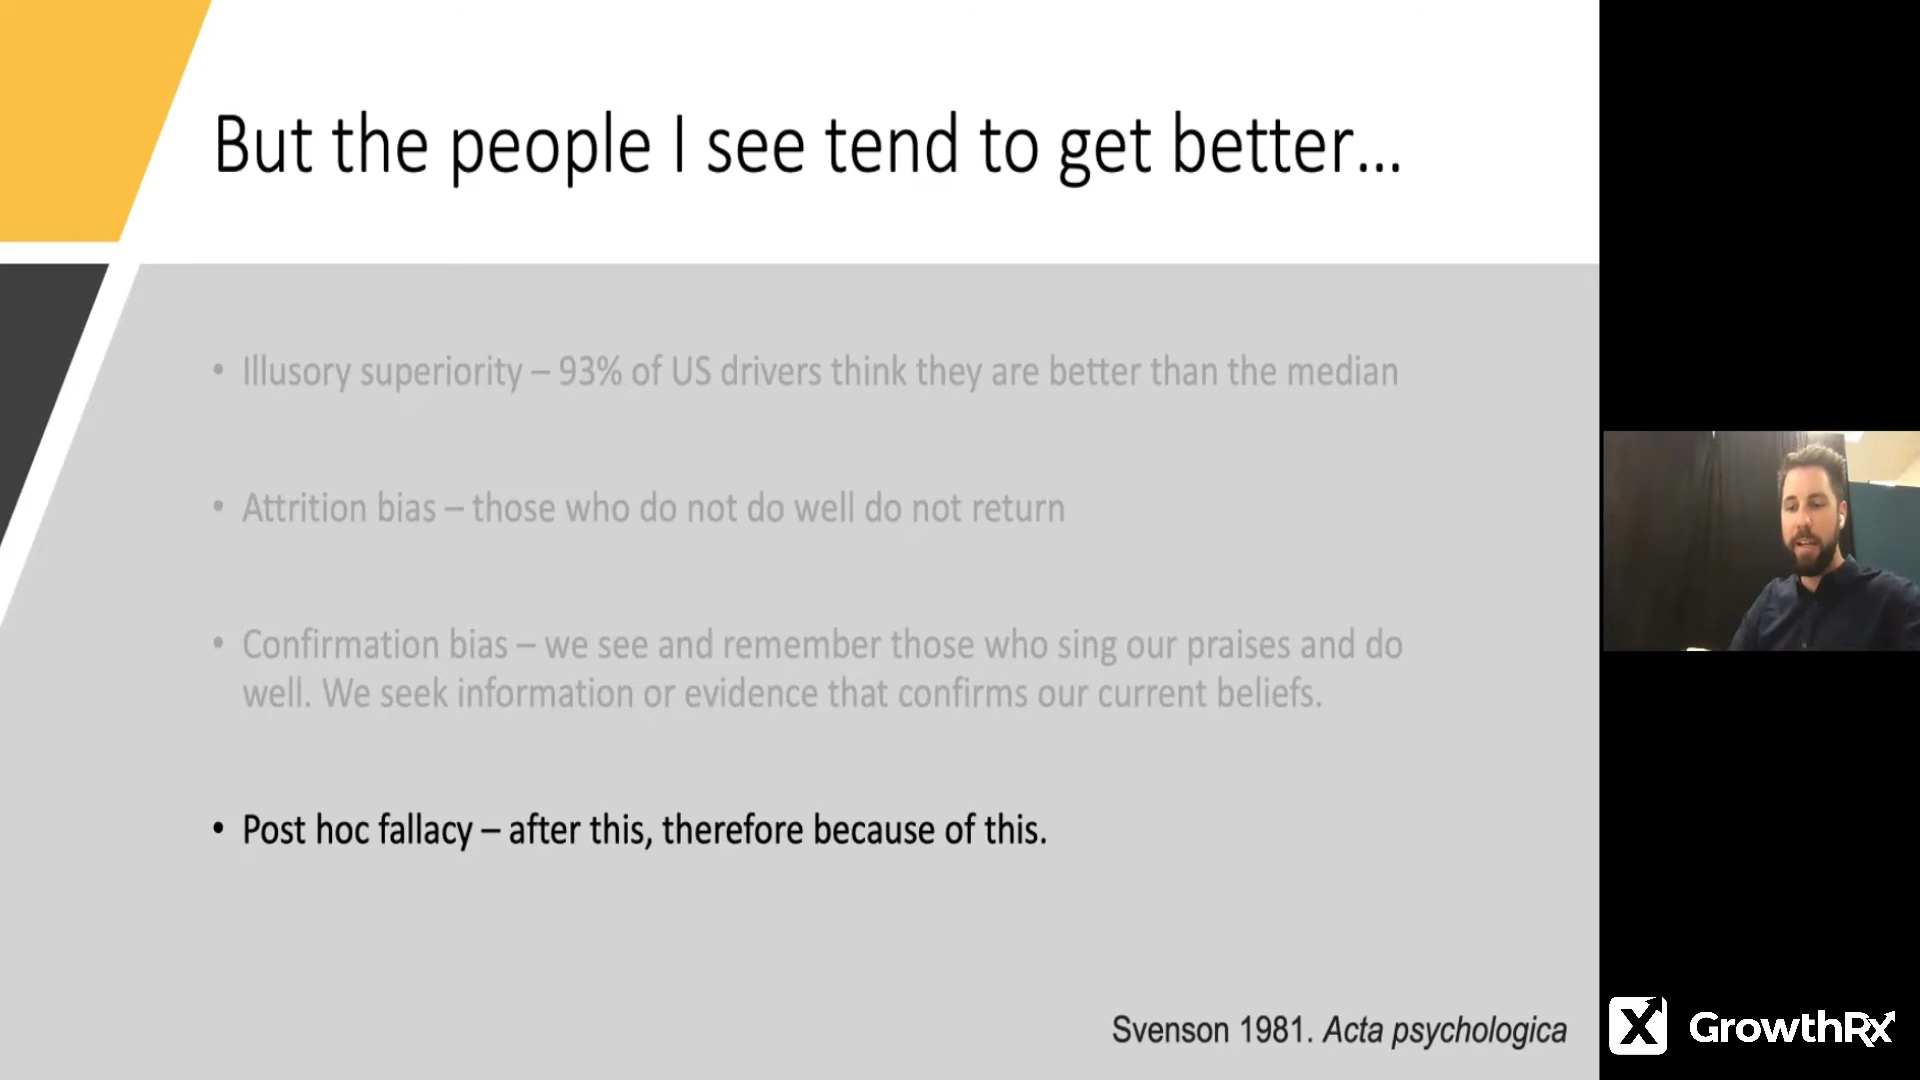 But the people I see tend to get better...
• Illusory superiority – 93% of US drivers think they are better than the median
• Attrition bias – those who do not do well do not return
• Confirmation bias – we see and remember those who sing our praises and do
well. We seek information or evidence that confirms our current beliefs.
• Post hoc fallacy – after this, therefore because of this.
Svenson 1981. Acta psychologica
X GrowthRx